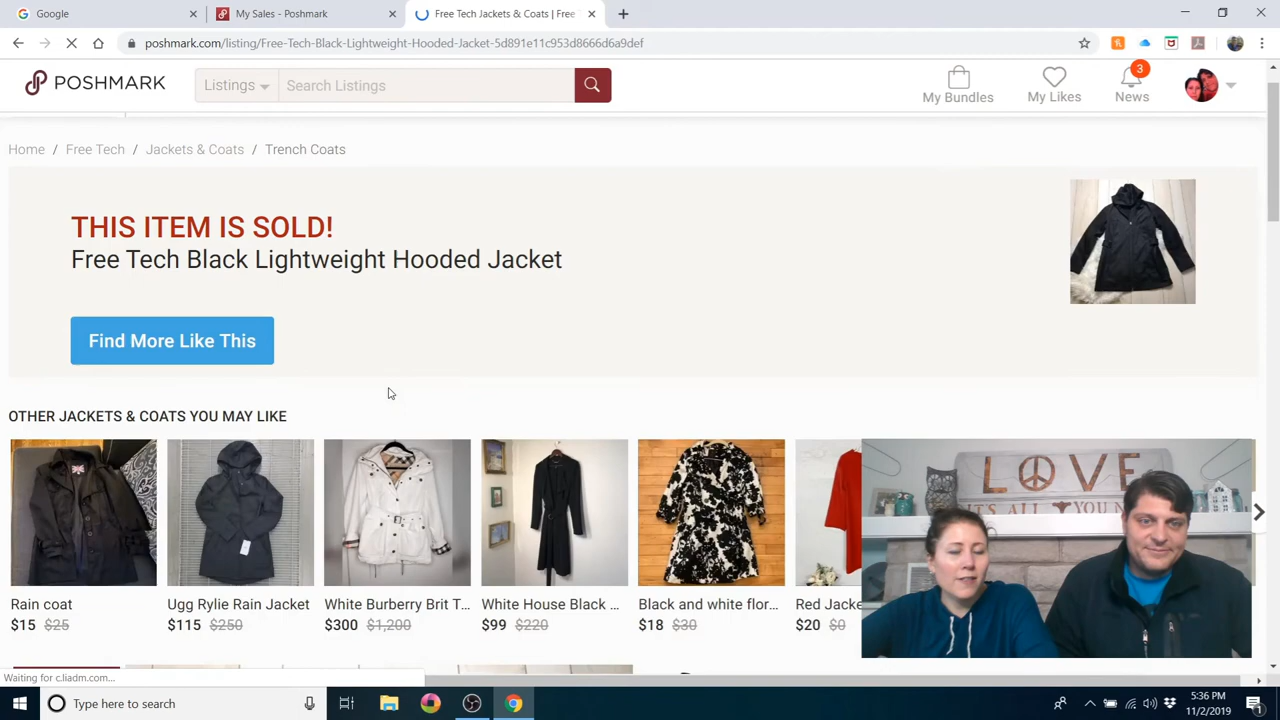 Google
My Sales - Poshmark
Free Tech Jackets & Coats | Free
poshmark.com/listing/Free-Tech-Black-Lightweight-Hooded-Jacket-5d891e11c953d8666d6a9def
POSHMARK
Listings
Search Listings
3
My Bundles
My Likes
News
Home / Free Tech / Jackets & Coats / Trench Coats
THIS ITEM IS SOLD!
Free Tech Black Lightweight Hooded Jacket
Find More Like This
OTHER JACKETS & COATS YOU MAY LIKE
LOVE
IT'S ALL YOU N
Rain coat
$15 $25
Ugg Rylie Rain Jacket
$115 $250
White Burberry Brit T...
$300 $1,200
White House Black ...
$99 $220
Black and white flor...
$18 $30
Red Jacke
$20 $0
Waiting for c.liadm.com...
Type here to search
5:36 PM
11/2/2019
1